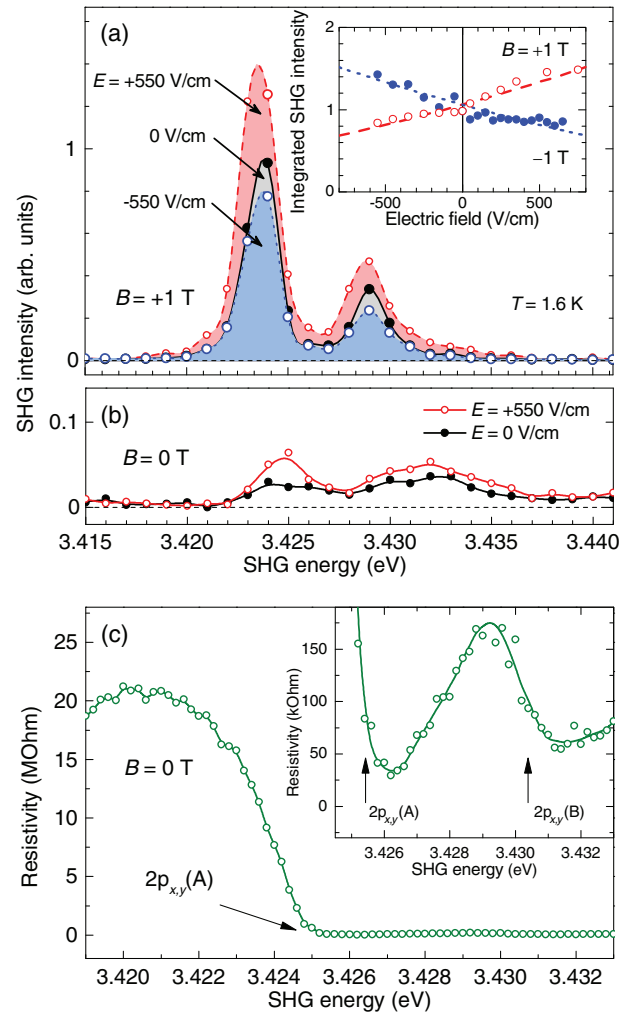 (a)
E = +550 V/cm
0 V/cm
-550 V/cm
B = +1 T
T = 1.6 K
SHG intensity (arb. units)
1
0
Integrated SHG intensity
2
1
0
B = +1 T
−1 T
-500 0 500
Electric field (V/cm)
(b)
B = 0 T
E = +550 V/cm
E = 0 V/cm
0.1
0
3.415 3.420 3.425 3.430 3.435 3.440
SHG energy (eV)
(c)
B = 0 T
2p_{x,y}(A)
Resistivity (MOhm)
25
20
15
10
5
0
3.420 3.422 3.424 3.426 3.428 3.430 3.432
SHG energy (eV)
Resistivity (kOhm)
150
100
50
0
2p_{x,y}(A)
2p_{x,y}(B)
3.426 3.428 3.430 3.432
SHG energy (eV)